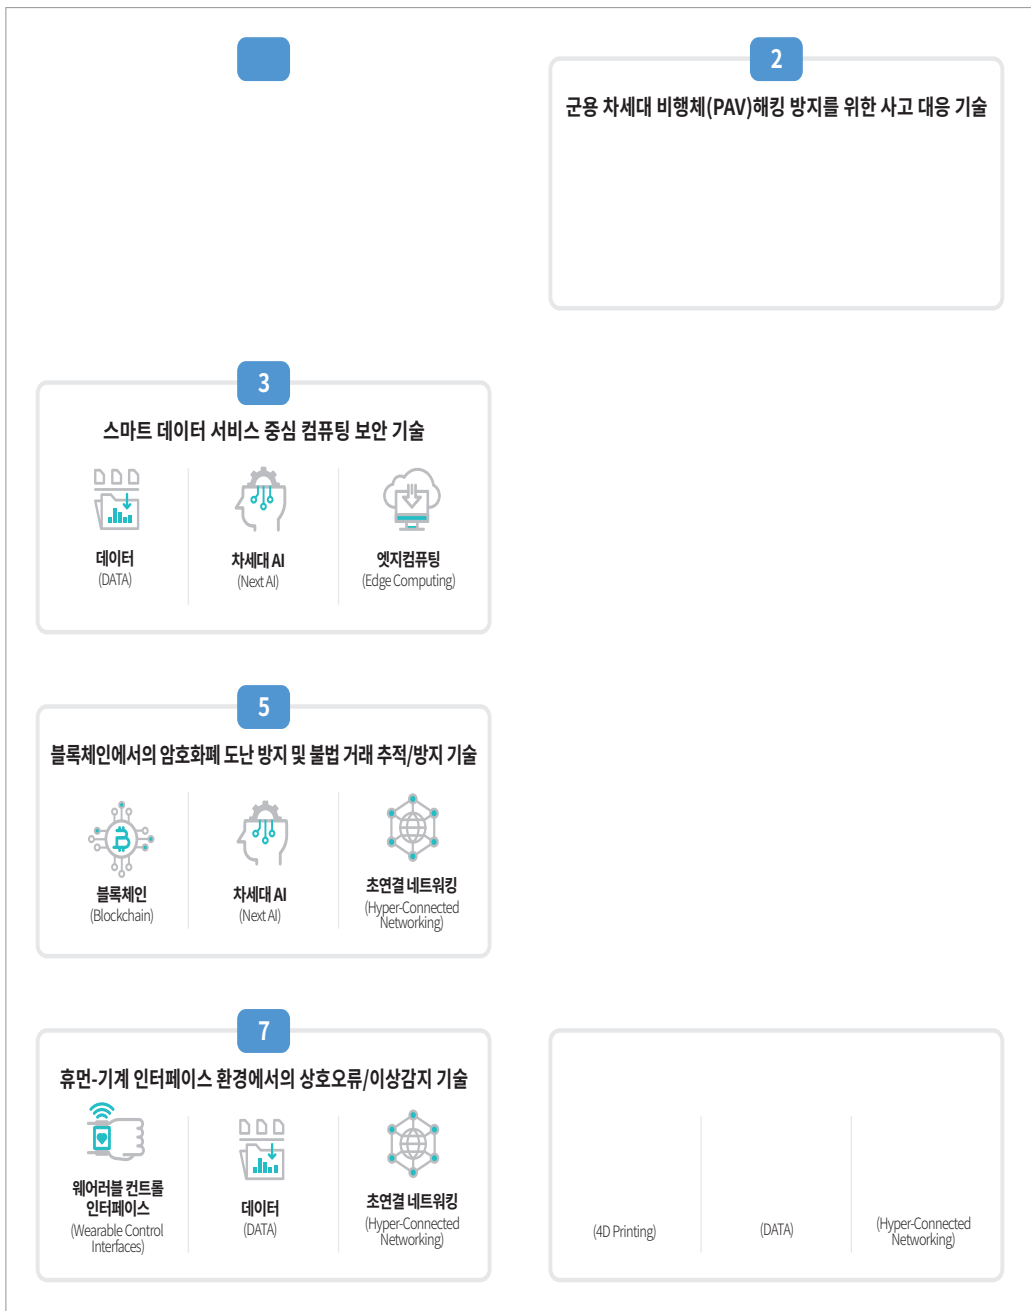 2
군용 차세대 비행체(PAV)해킹 방지를 위한 사고 대응 기술
3
스마트 데이터 서비스 중심 컴퓨팅 보안 기술
데이터
(DATA)
차세대 AI
(Next AI)
엣지컴퓨팅
(Edge Computing)
5
블록체인에서의 암호화폐 도난 방지 및 불법 거래 추적/방지 기술
블록체인
(Blockchain)
차세대 AI
(Next AI)
초연결 네트워킹
(Hyper-Connected
Networking)
7
휴먼-기계 인터페이스 환경에서의 상호오류/이상감지 기술
웨어러블 컨트롤
인터페이스
(Wearable Control
Interfaces)
데이터
(DATA)
초연결 네트워킹
(Hyper-Connected
Networking)
(4D Printing)
(DATA)
(Hyper-Connected
Networking)